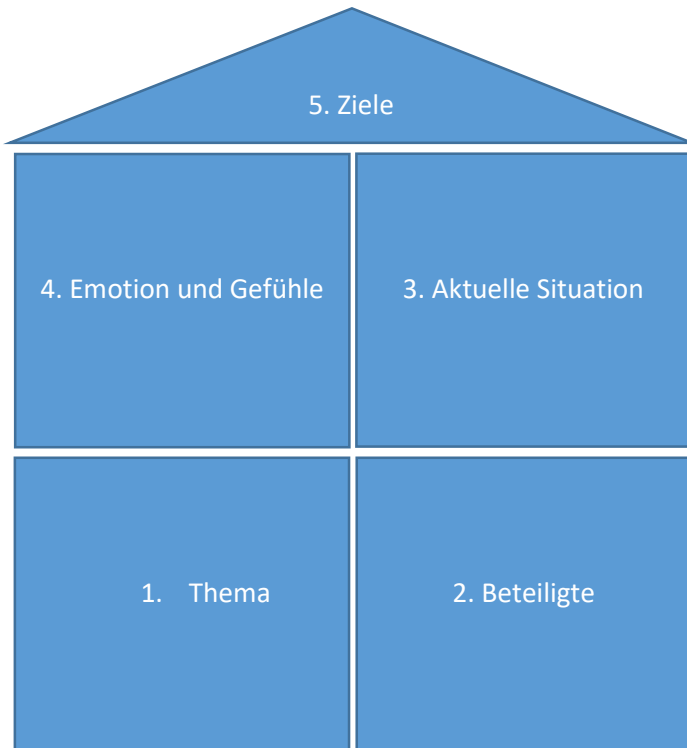 5. Ziele
4. Emotion und Gefühle
3. Aktuelle Situation
1. Thema
2. Beteiligte